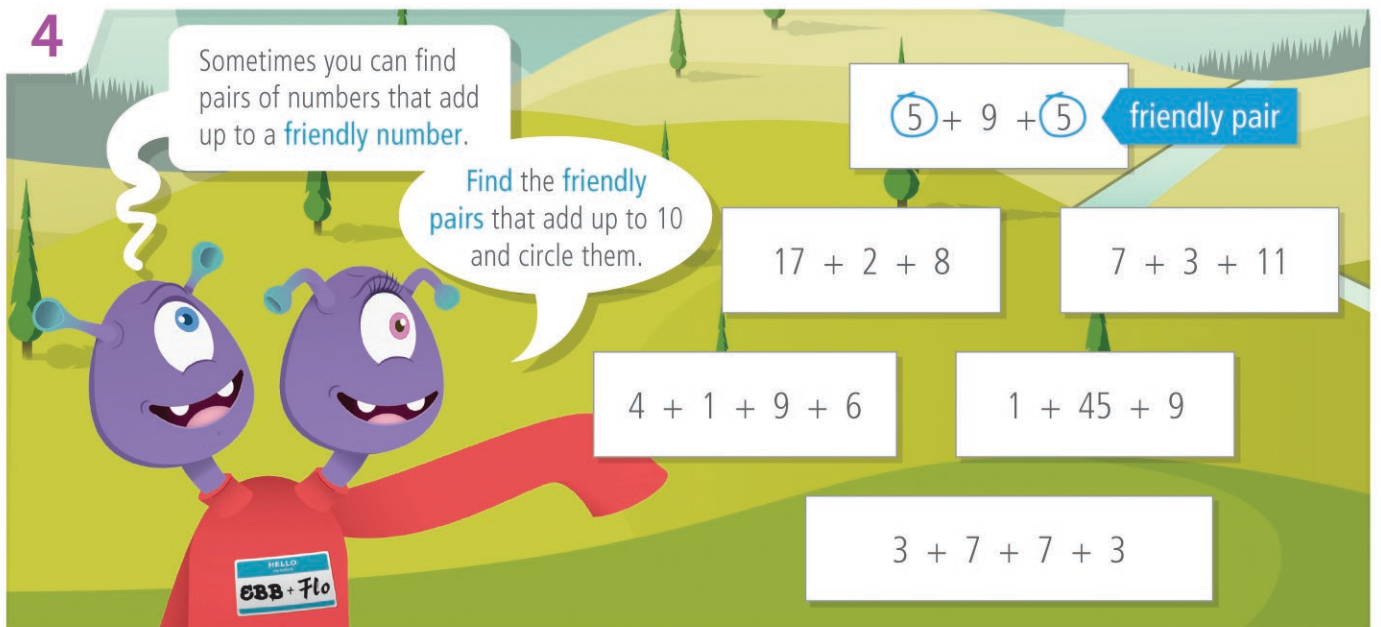 4
Sometimes you can find
pairs of numbers that add
up to a friendly number.
Find the friendly
pairs that add up to 10
and circle them.
5 + 9 + 5
friendly pair
17 + 2 + 8
7 + 3 + 11
4 + 1 + 9 + 6
1 + 45 + 9
3 + 7 + 7 + 3
HELLO
EBB + Flo